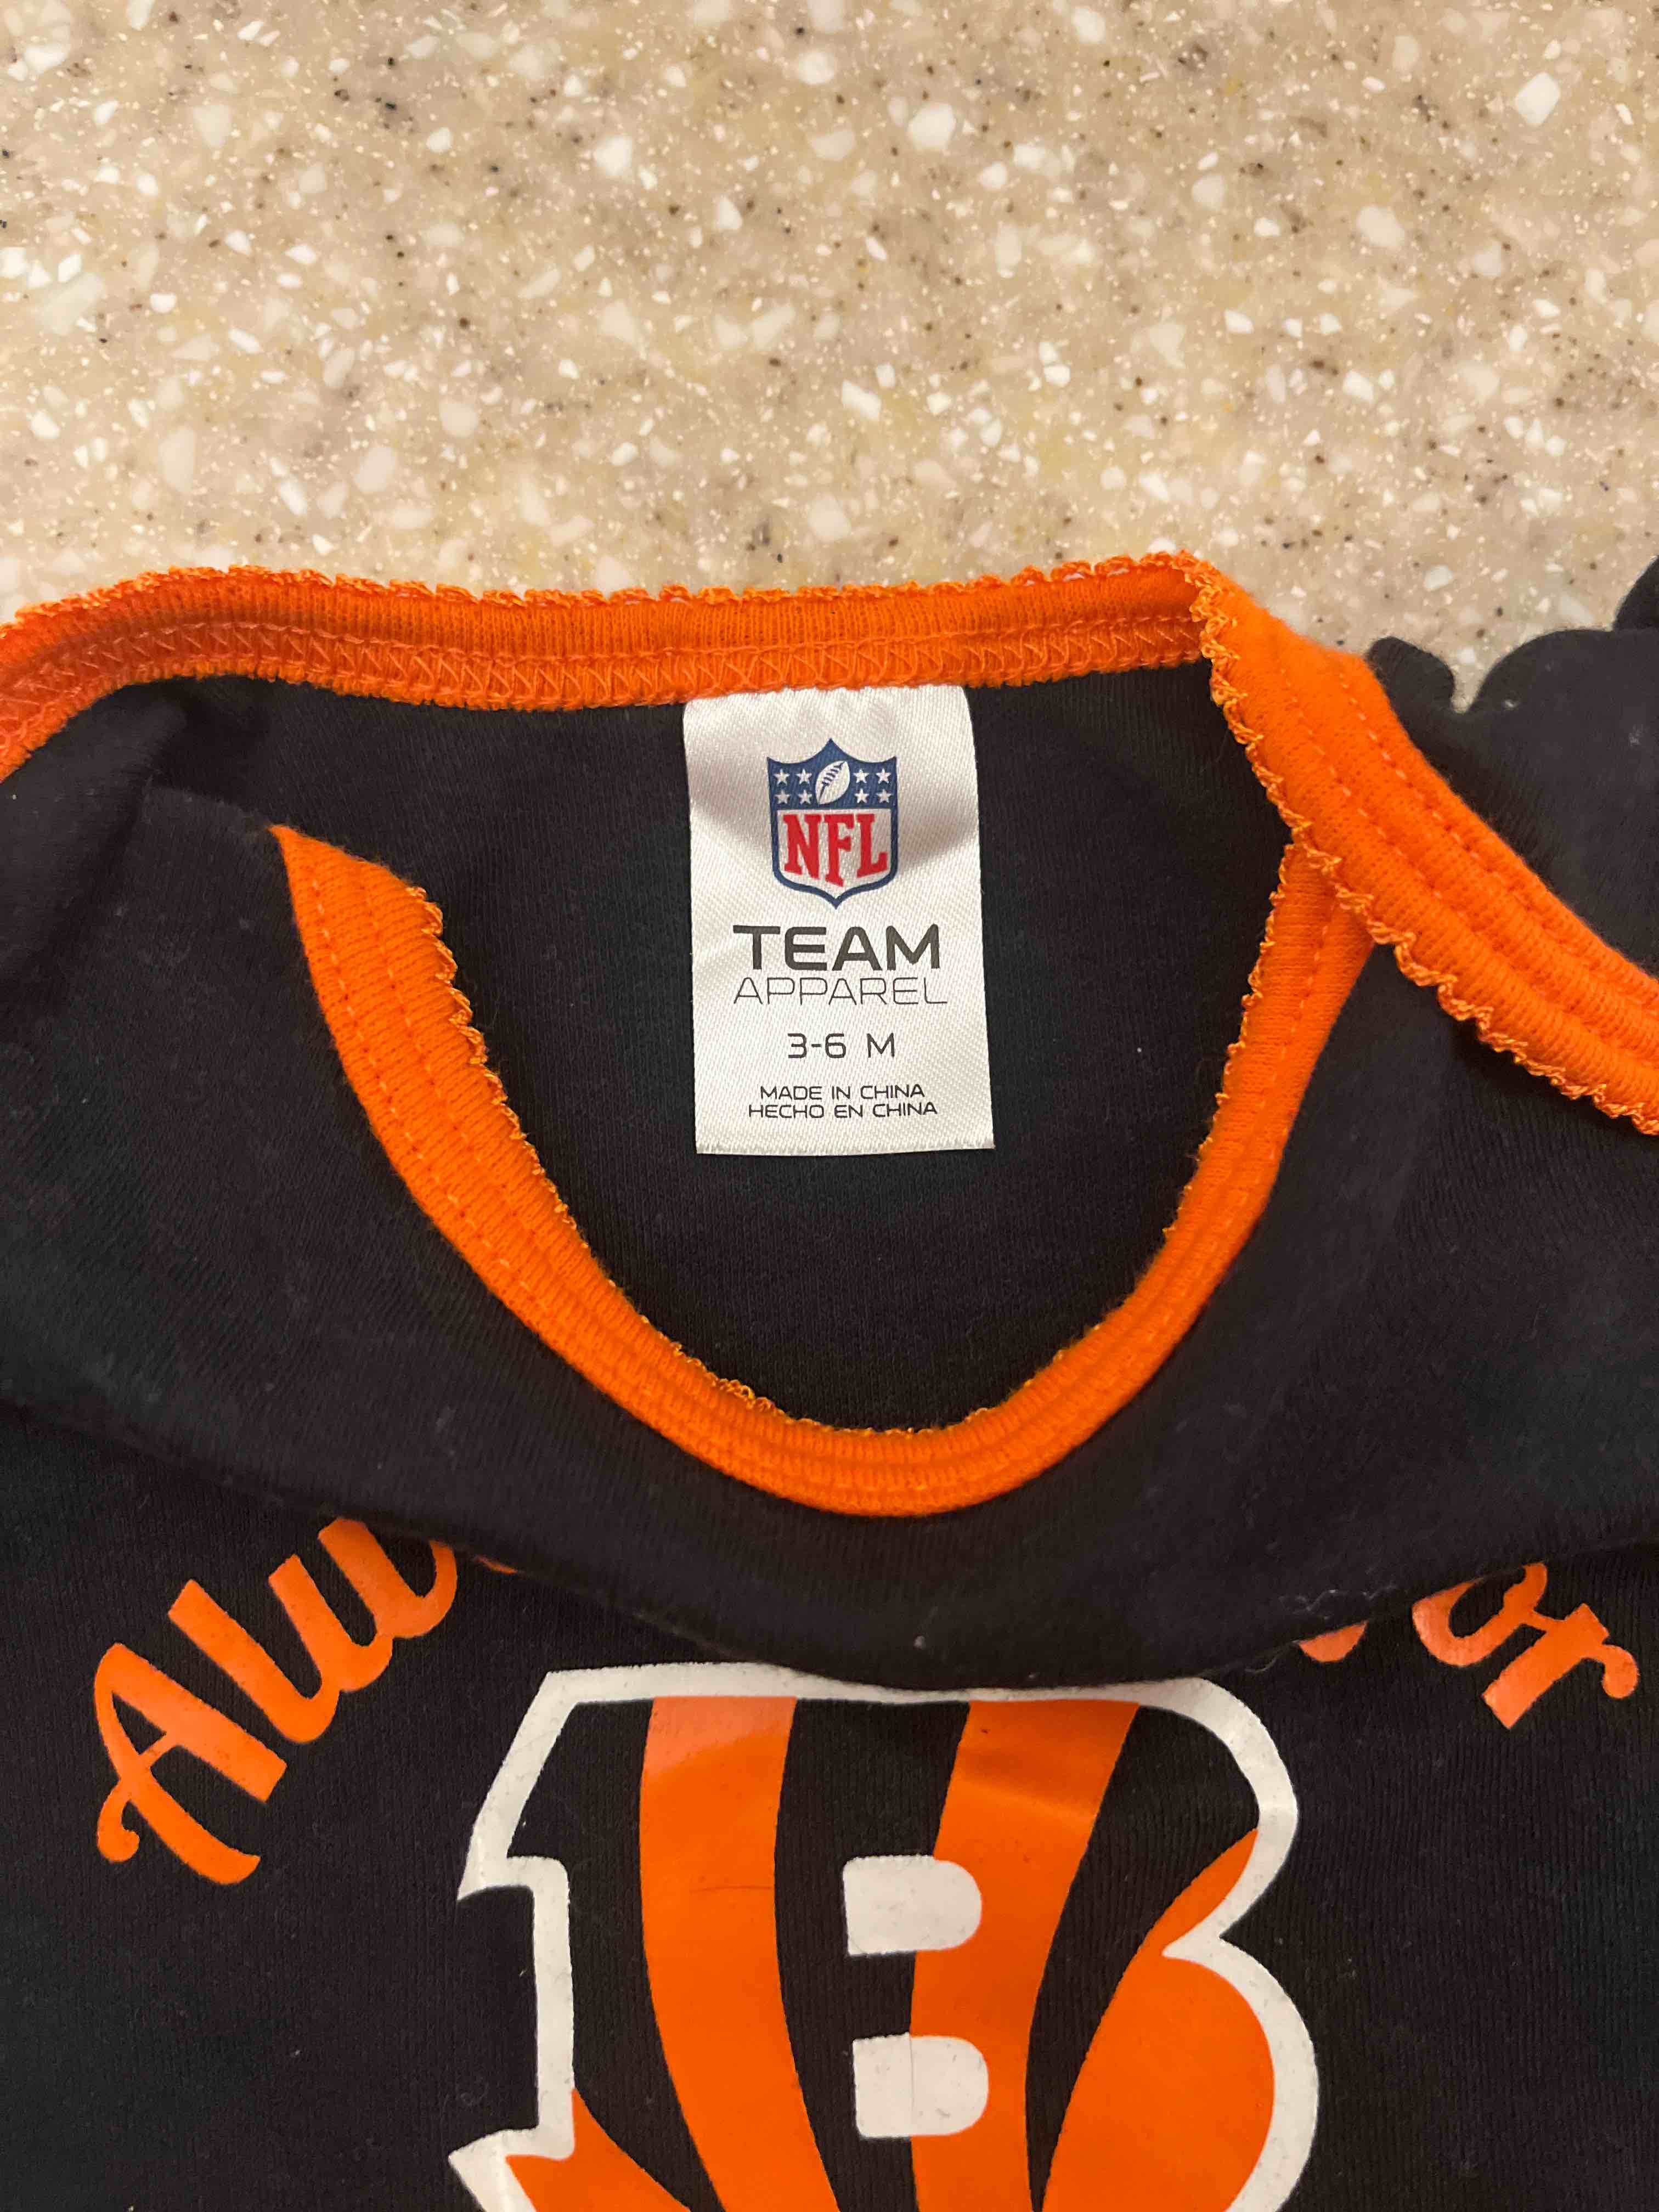 NFL
TEAM
APPAREL
3-6 M
MADE IN CHINA
HECHO EN CHINA
B